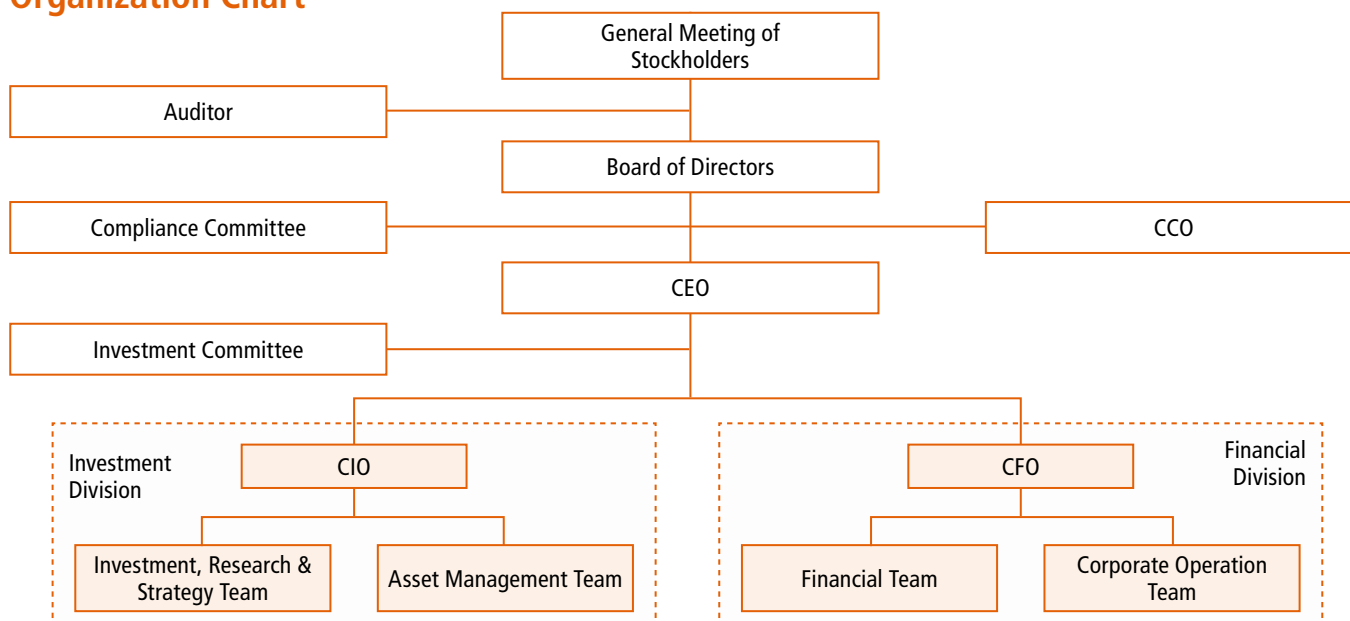 Organization Chart
General Meeting of
Stockholders
Auditor
Board of Directors
Compliance Committee
CCO
CEO
Investment Committee
Investment
Division
CIO
CFO
Financial
Division
Investment, Research &
Strategy Team
Asset Management Team
Financial Team
Corporate Operation
Team